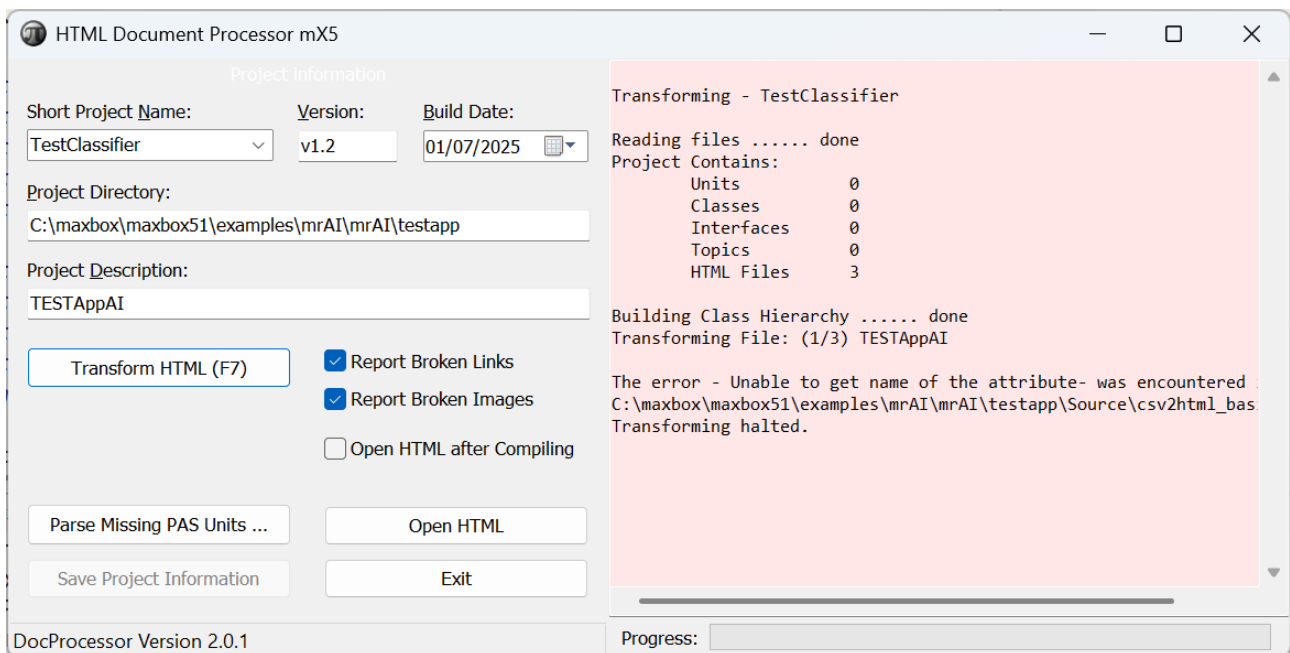 HTML Document Processor mX5
Project Information
Short Project Name:
Version:
Build Date:
TestClassifier
v1.2
01/07/2025
Project Directory:
C:\maxbox\maxbox51\examples\mrAI\mrAI\testapp
Project Description:
TESTAppAI
Transform HTML (F7)
Report Broken Links
Report Broken Images
Open HTML after Compiling
Parse Missing PAS Units ...
Open HTML
Save Project Information
Exit
DocProcessor Version 2.0.1
Transforming - TestClassifier
Reading files ...... done
Project Contains:
Units 0
Classes 0
Interfaces 0
Topics 0
HTML Files 3
Building Class Hierarchy ...... done
Transforming File: (1/3) TESTAppAI
The error - Unable to get name of the attribute- was encountered
C:\maxbox\maxbox51\examples\mrAI\mrAI\testapp\Source\csv2html_bas
Transforming halted.
Progress: